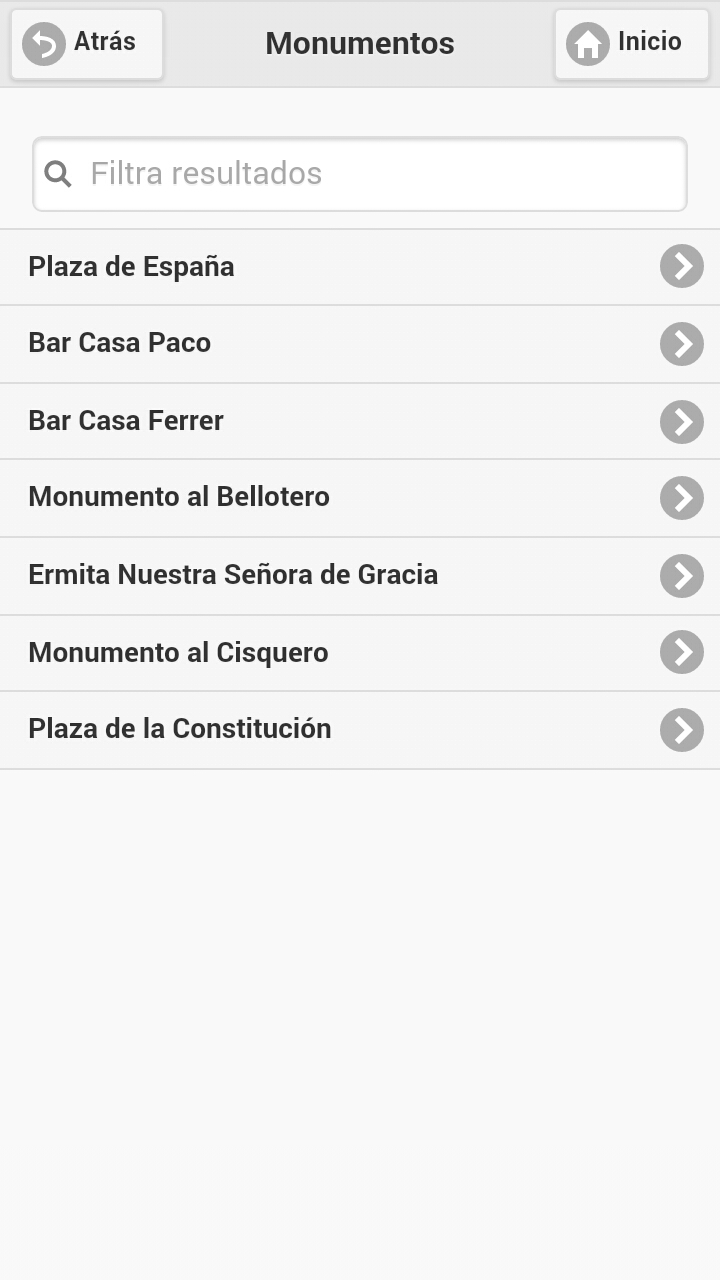 Atrás
Monumentos
Inicio
Filtra resultados
Plaza de España
Bar Casa Paco
Bar Casa Ferrer
Monumento al Bellotero
Ermita Nuestra Señora de Gracia
Monumento al Cisquero
Plaza de la Constitución